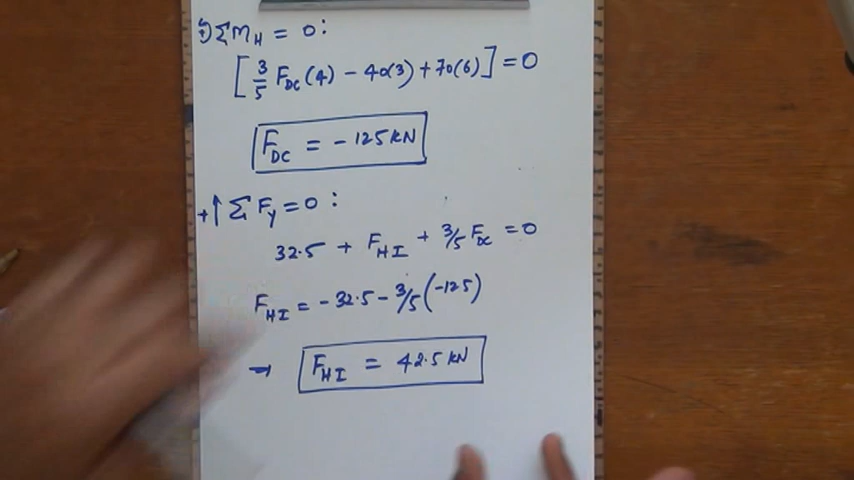 ↺ ΣM_H = 0 :
[3/5 F_DC (4) - 40(3) + 70(6)] = 0
F_DC = - 125 kN
+↑ Σ F_y = 0 :
32.5 + F_HI + 3/5 F_DC = 0
F_HI = - 32.5 - 3/5 (-125)
→ F_HI = 42.5 kN